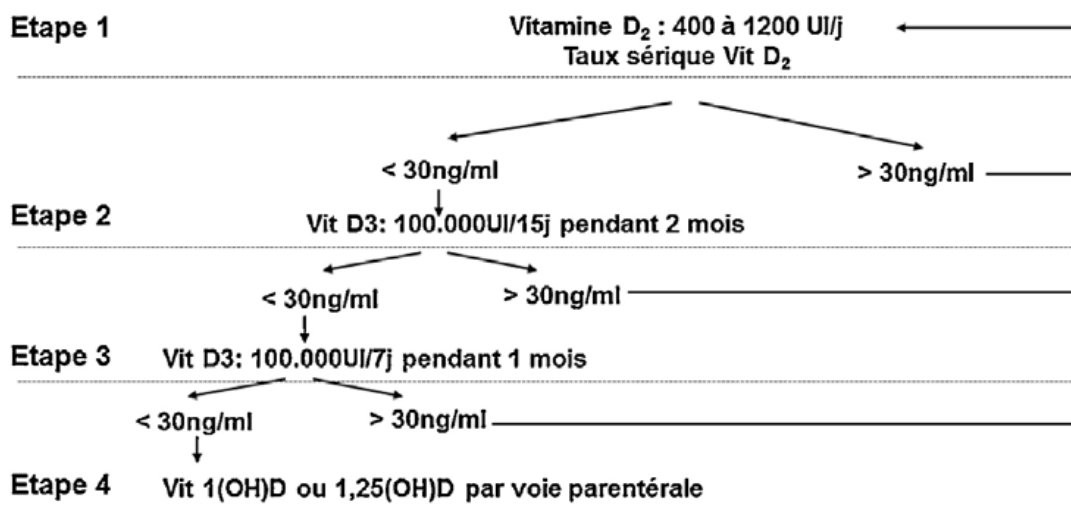 Etape 1
Vitamine D₂ : 400 à 1200 UI/j
Taux sérique Vit D₂
< 30ng/ml
> 30ng/ml
Etape 2
Vit D3: 100.000UI/15j pendant 2 mois
< 30ng/ml
> 30ng/ml
Etape 3
Vit D3: 100.000UI/7j pendant 1 mois
< 30ng/ml
> 30ng/ml
Etape 4
Vit 1(OH)D ou 1,25(OH)D par voie parentérale